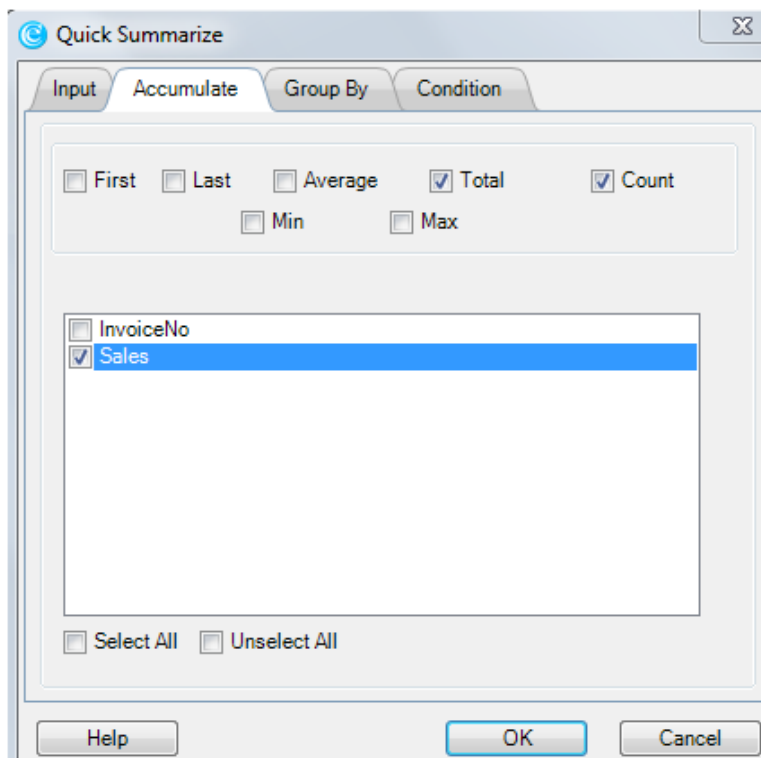 Quick Summarize
Input Accumulate Group By Condition
First Last Average Total Count
Min Max
InvoiceNo
Sales
Select All Unselect All
Help OK Cancel